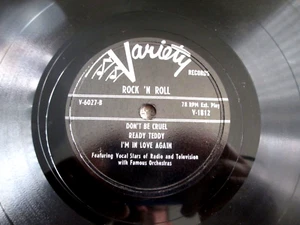 Variety
RECORDS
ROCK 'N ROLL
V-6027-B
78 RPM Ext. Play
V-1812
DON'T BE CRUEL
READY TEDDY
I'M IN LOVE AGAIN
Featuring Vocal Stars of Radio and Television
with Famous Orchestras